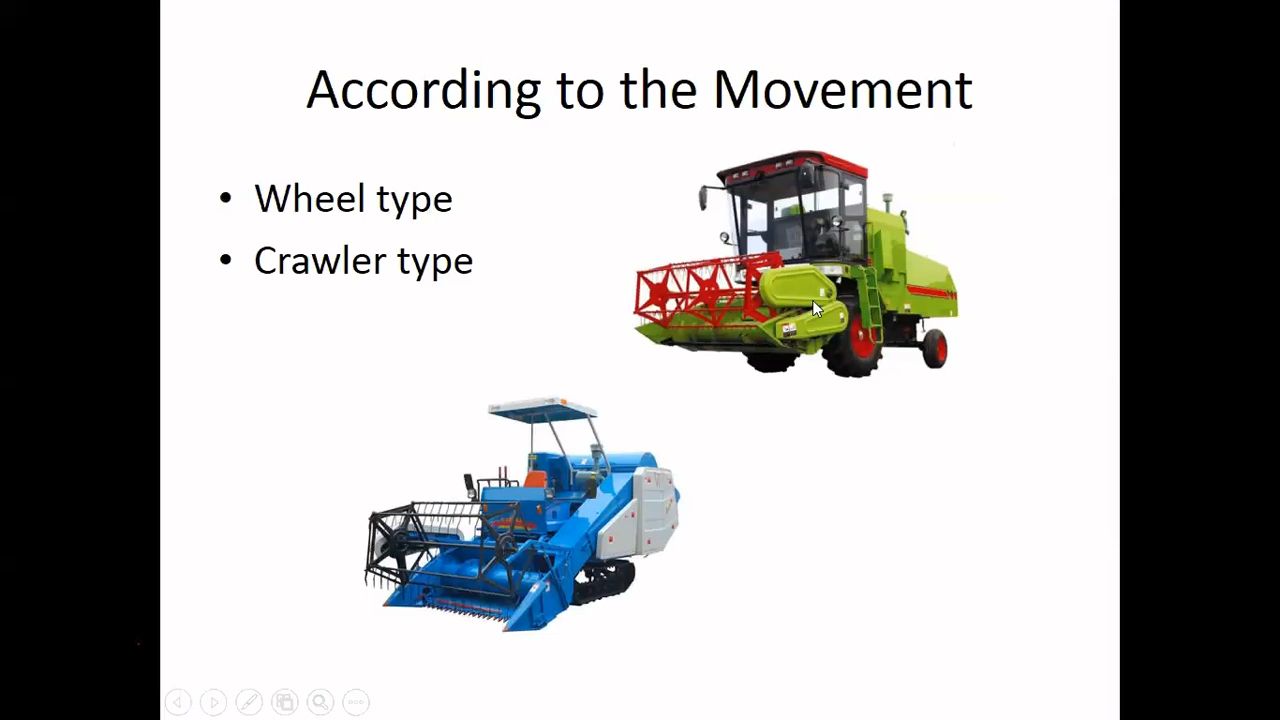 According to the Movement
• Wheel type
• Crawler type